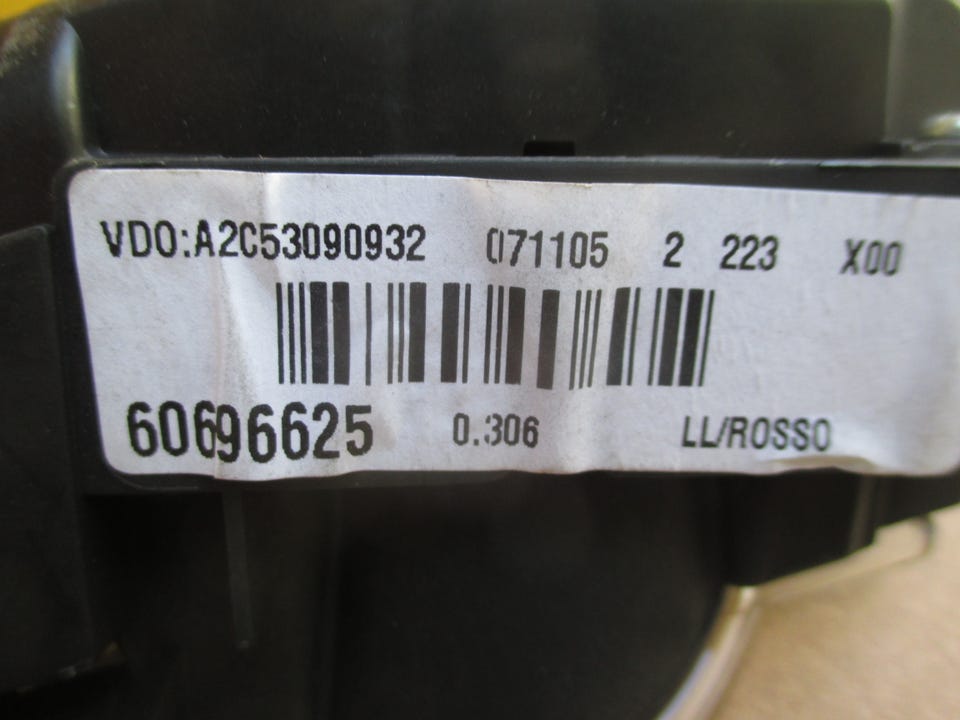 VDO:A2C53090932 071105 2 223 X00
60696625 0.306 LL/ROSSO